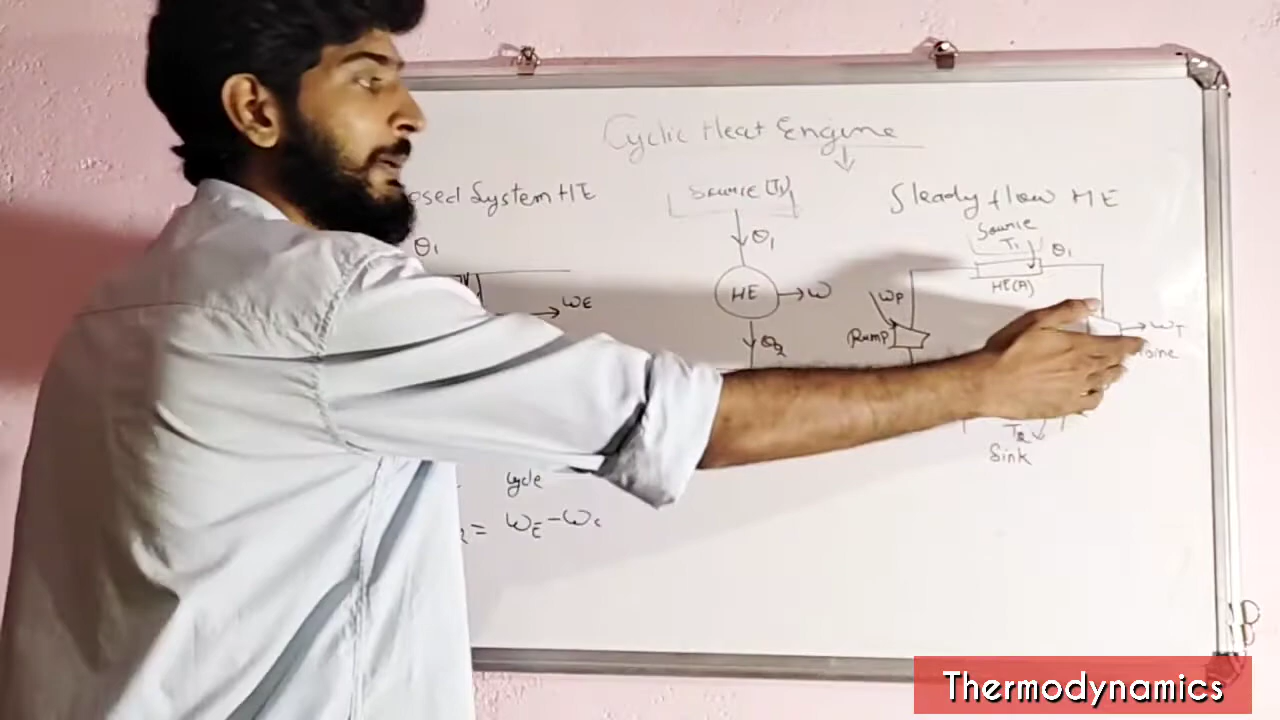 Cyclic Heat Engine
osed System HE
Q1
WE
cycle
= WE - Wc
Source (T1)
Q1
HE
W
Q2
Steady flow HE
Source
T1
Q1
HE(A)
WP
Pump
WT
bine
T2
Sink
Thermodynamics